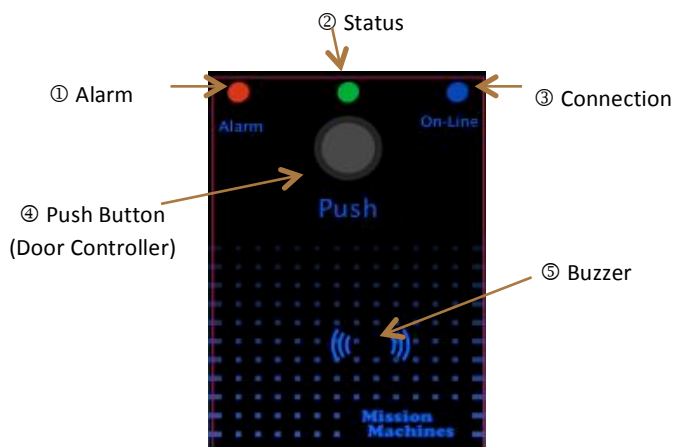 ② Status
① Alarm
③ Connection
Alarm
On-Line
④ Push Button
(Door Controller)
Push
⑤ Buzzer
Mission
Machines